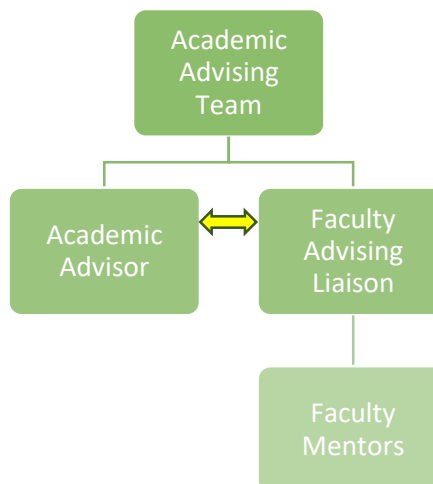 Academic
Advising
Team
Academic
Advisor
Faculty
Advising
Liaison
Faculty
Mentors